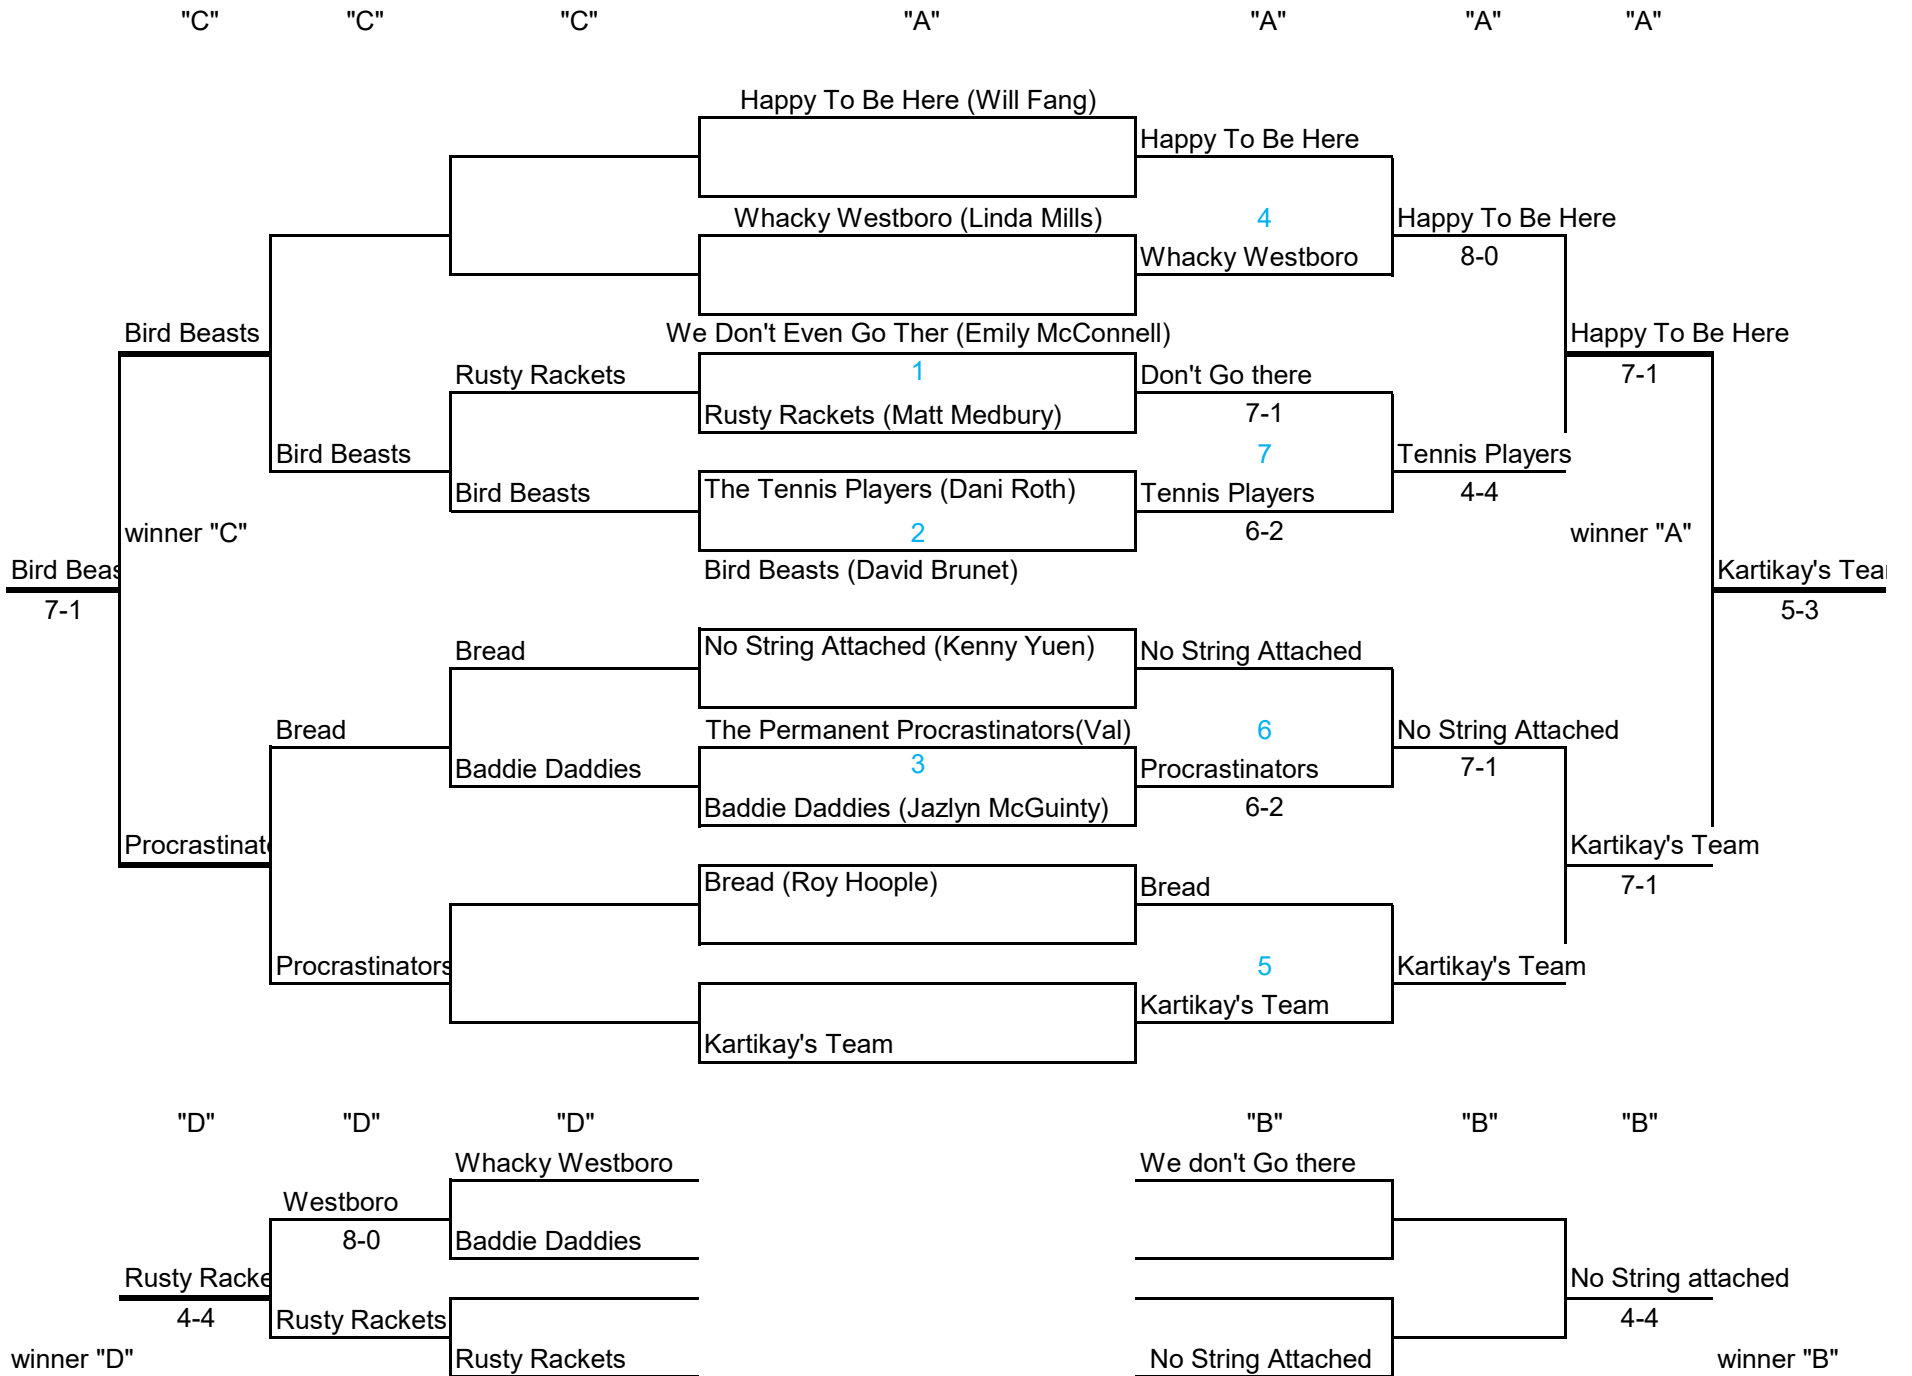 "C" "C" "C" "A" "A" "A" "A"
Happy To Be Here (Will Fang)
Happy To Be Here
Whacky Westboro (Linda Mills) 4 Happy To Be Here
Whacky Westboro 8-0
Bird Beasts We Don't Even Go Ther (Emily McConnell) Happy To Be Here
Rusty Rackets 1 Don't Go there 7-1
Rusty Rackets (Matt Medbury) 7-1
Bird Beasts 7 Tennis Players
Bird Beasts The Tennis Players (Dani Roth) Tennis Players 4-4
winner "C" 2 6-2 winner "A"
Bird Beas Bird Beasts (David Brunet) Kartikay's Tea
7-1 5-3
Bread No String Attached (Kenny Yuen) No String Attached
Bread The Permanent Procrastinators(Val) 6 No String Attached
Baddie Daddies 3 Procrastinators 7-1
Baddie Daddies (Jazlyn McGuinty) 6-2
Procrastinat Kartikay's Team
Bread (Roy Hoople) Bread 7-1
Procrastinators 5 Kartikay's Team
Kartikay's Team
Kartikay's Team
"D" "D" "D" "B" "B" "B"
Whacky Westboro We don't Go there
Westboro
8-0 Baddie Daddies
Rusty Racke No String attached
4-4 Rusty Rackets 4-4
winner "D" Rusty Rackets No String Attached winner "B"